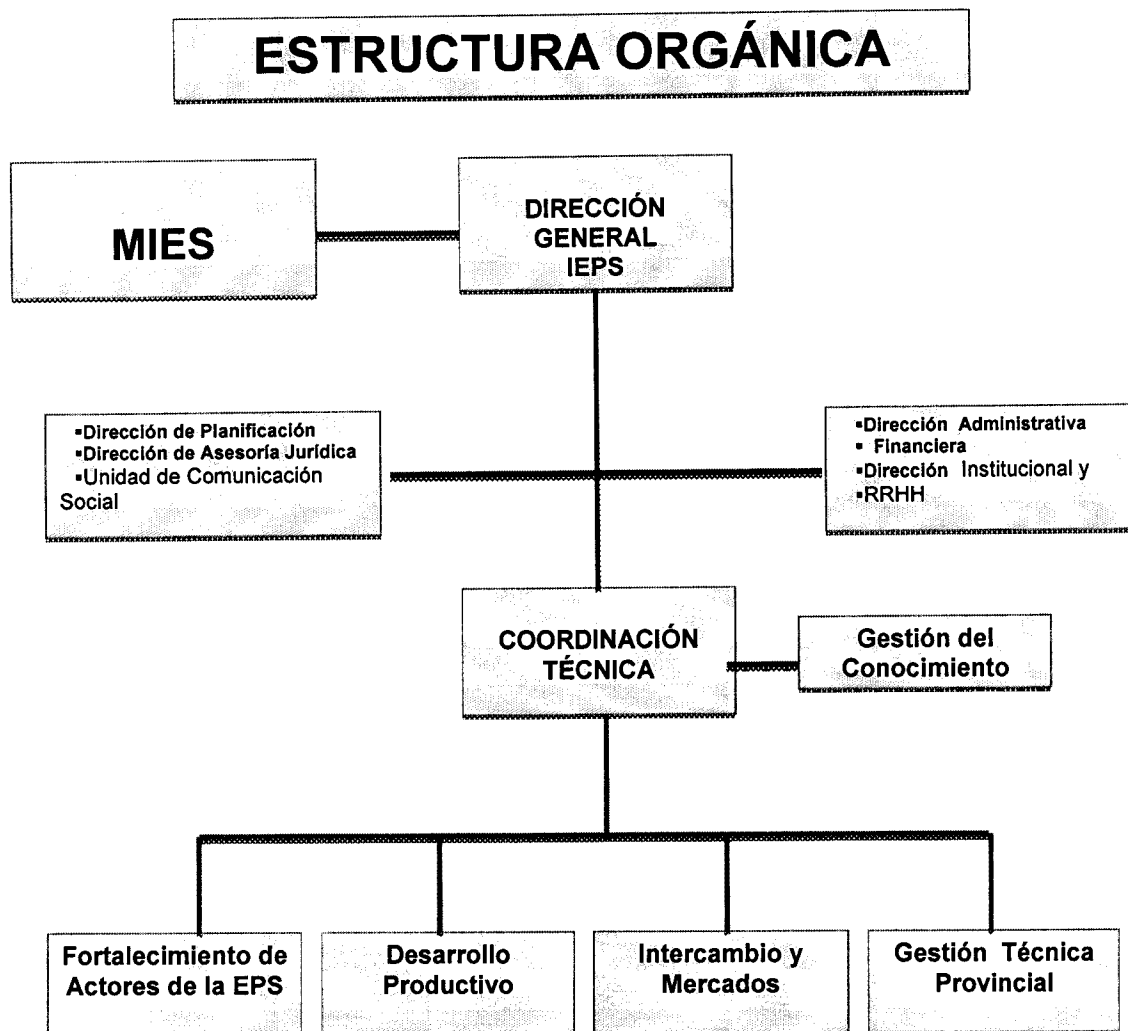 ESTRUCTURA ORGÁNICA
MIES
DIRECCIÓN
GENERAL
IEPS
▪Dirección de Planificación
▪Dirección de Asesoría Jurídica
▪Unidad de Comunicación
Social
▪Dirección Administrativa
▪ Financiera
▪Dirección Institucional y
▪RRHH
COORDINACIÓN
TÉCNICA
Gestión del
Conocimiento
Fortalecimiento de
Actores de la EPS
Desarrollo
Productivo
Intercambio y
Mercados
Gestión Técnica
Provincial